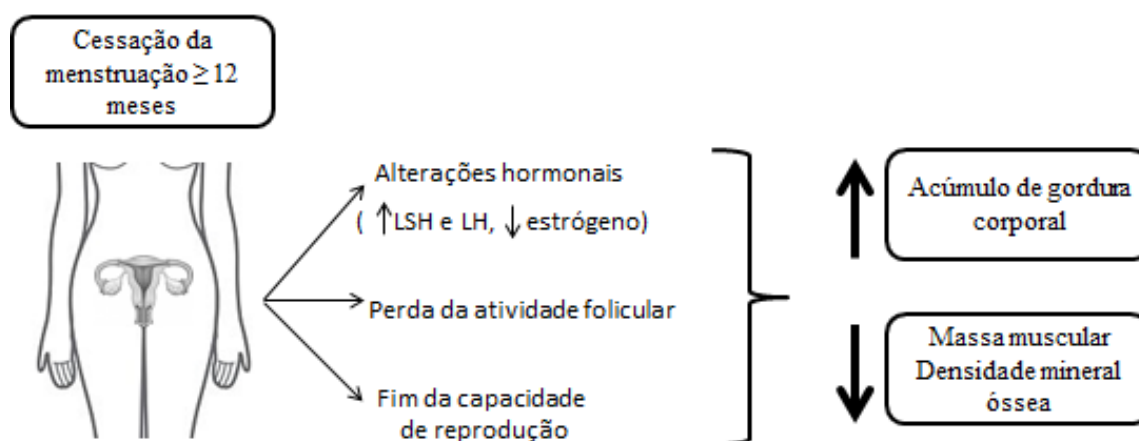 Cessação da
menstruação ≥ 12
meses
Alterações hormonais
( ↑LSH e LH, ↓ estrógeno)
Perda da atividade folicular
Fim da capacidade
de reprodução
Acúmulo de gordura
corporal
Massa muscular
Densidade mineral
óssea